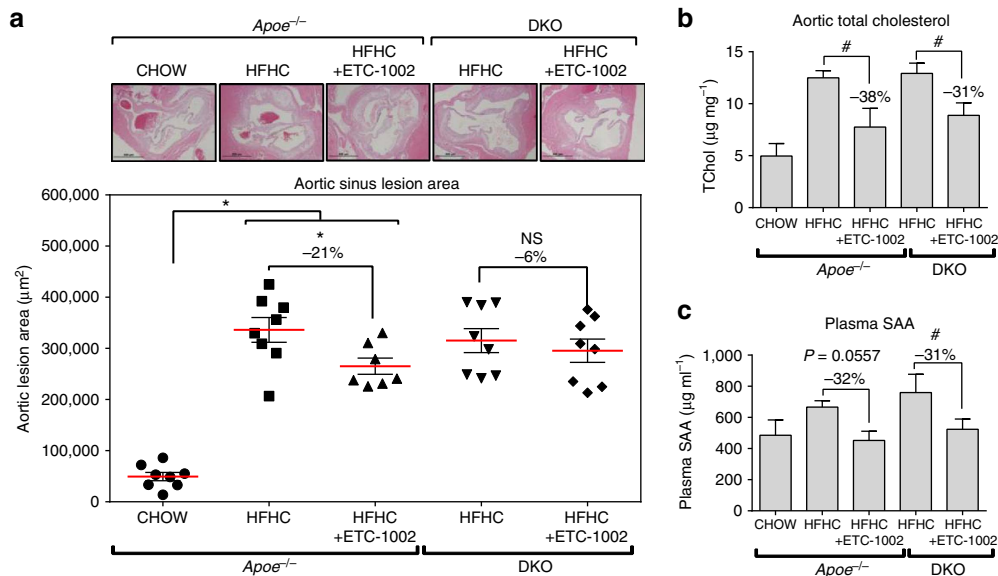 a
Apoe–/–
DKO
CHOW
HFHC
HFHC
+ETC-1002
HFHC
HFHC
+ETC-1002
Aortic sinus lesion area
Aortic lesion area (μm2)
600,000
500,000
400,000
300,000
200,000
100,000
0
*
*
–21%
NS
–6%
CHOW
HFHC
HFHC
+ETC-1002
HFHC
HFHC
+ETC-1002
Apoe–/–
DKO
b
Aortic total cholesterol
TChol (μg mg–1)
15
10
5
0
#
–38%
#
–31%
CHOW
HFHC
HFHC
+ETC-1002
HFHC
HFHC
+ETC-1002
Apoe–/–
DKO
c
Plasma SAA
Plasma SAA (μg ml–1)
1,000
800
600
400
200
0
P = 0.0557
–32%
#
–31%
CHOW
HFHC
HFHC
+ETC-1002
HFHC
HFHC
+ETC-1002
Apoe–/–
DKO